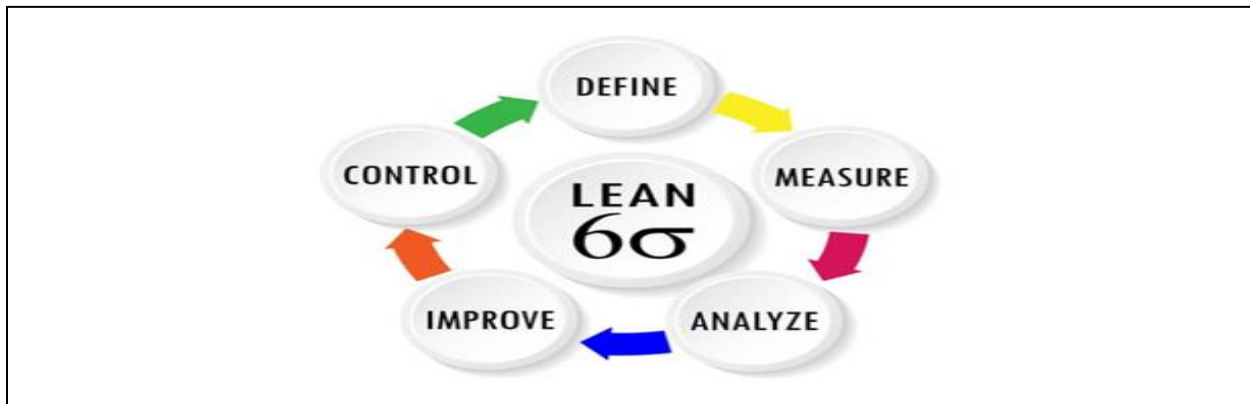 DEFINE
CONTROL
MEASURE
LEAN
6σ
IMPROVE
ANALYZE